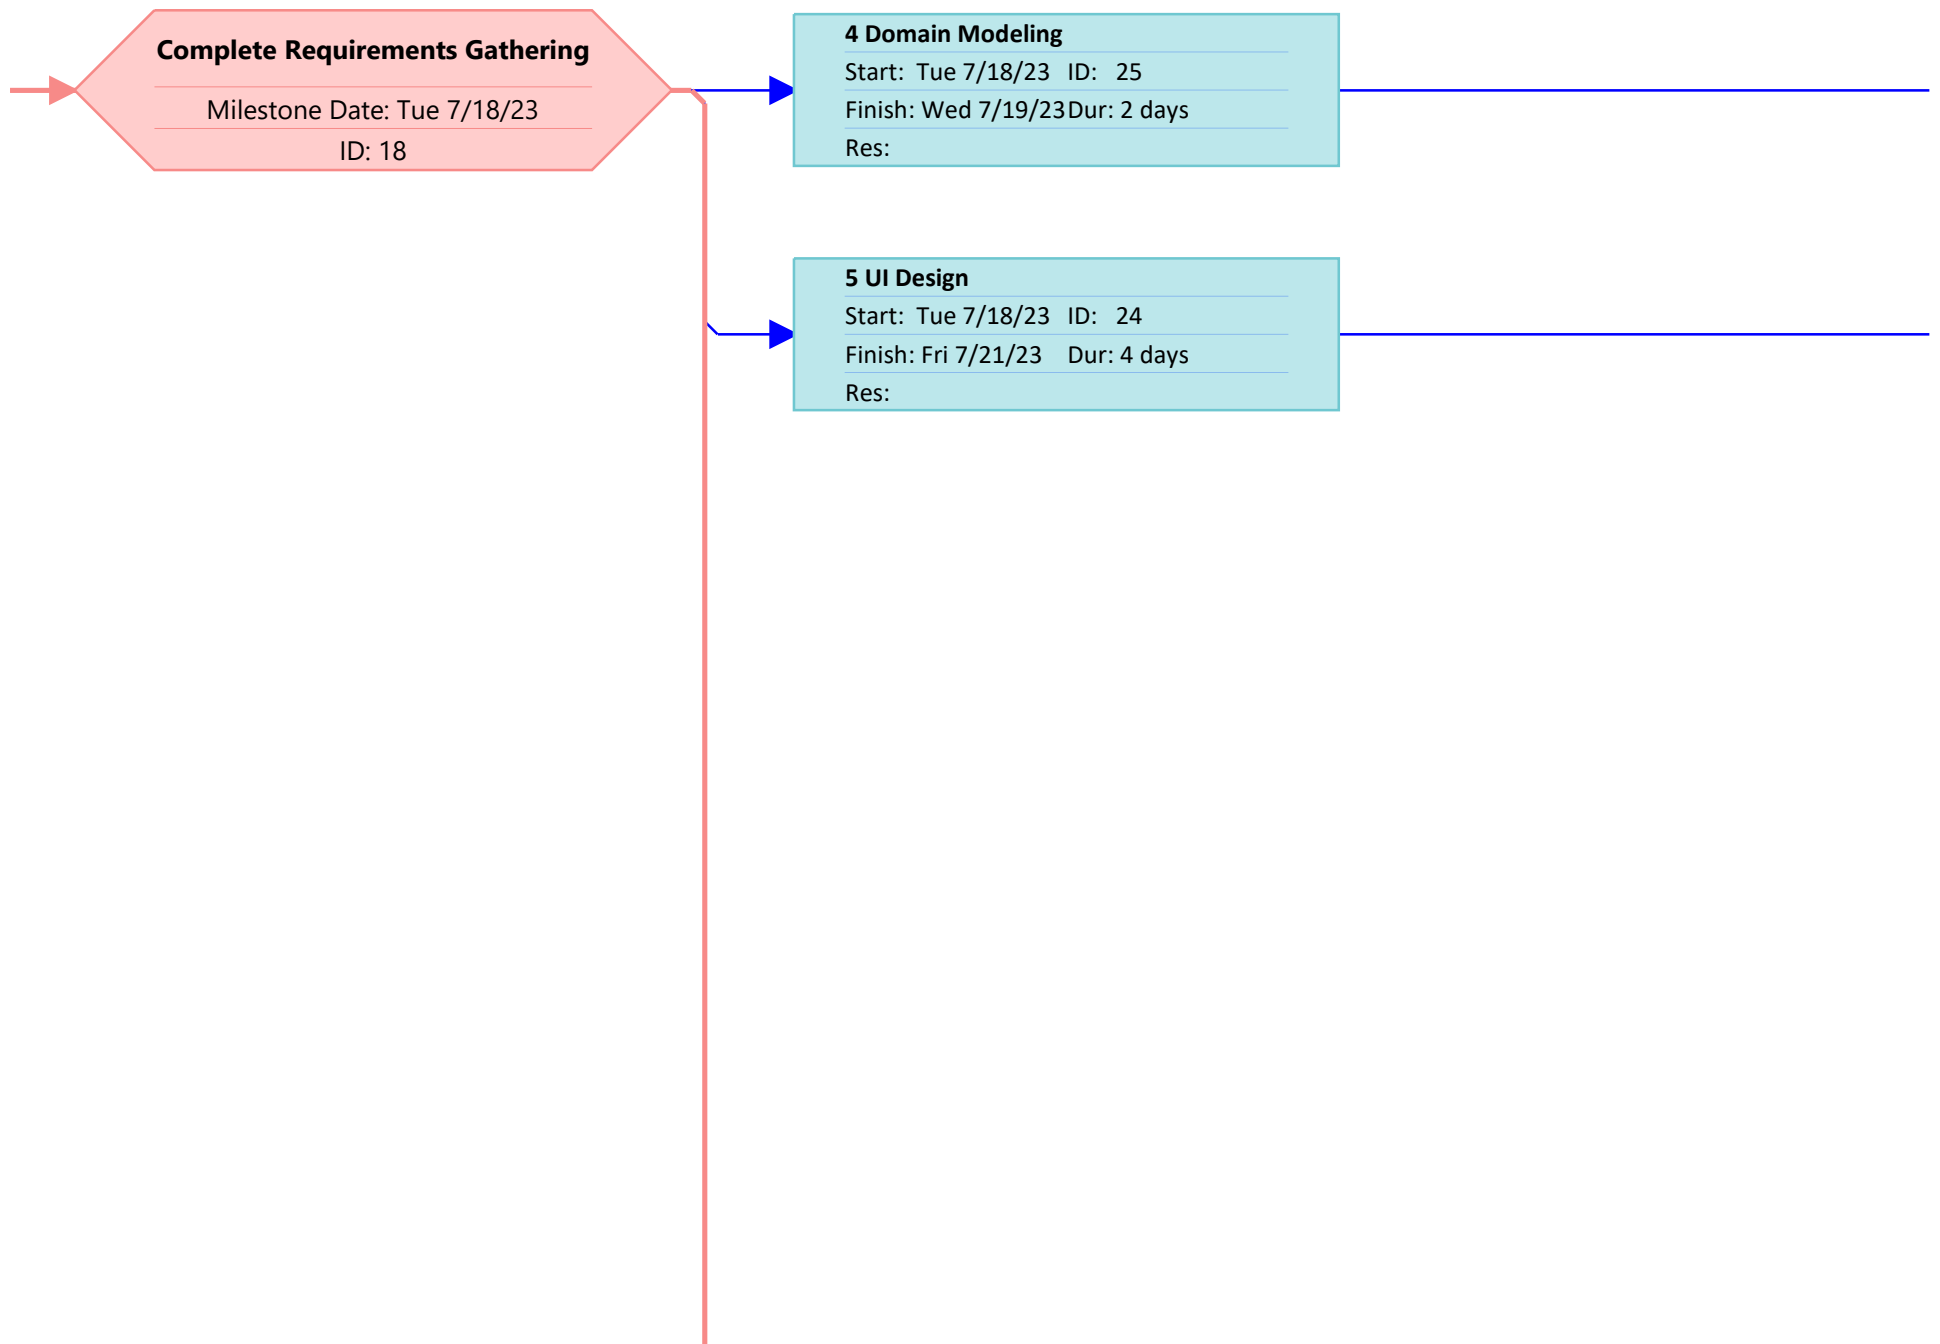 Complete Requirements Gathering
Milestone Date: Tue 7/18/23
ID: 18
4 Domain Modeling
Start: Tue 7/18/23 ID: 25
Finish: Wed 7/19/23 Dur: 2 days
Res:
5 UI Design
Start: Tue 7/18/23 ID: 24
Finish: Fri 7/21/23 Dur: 4 days
Res: